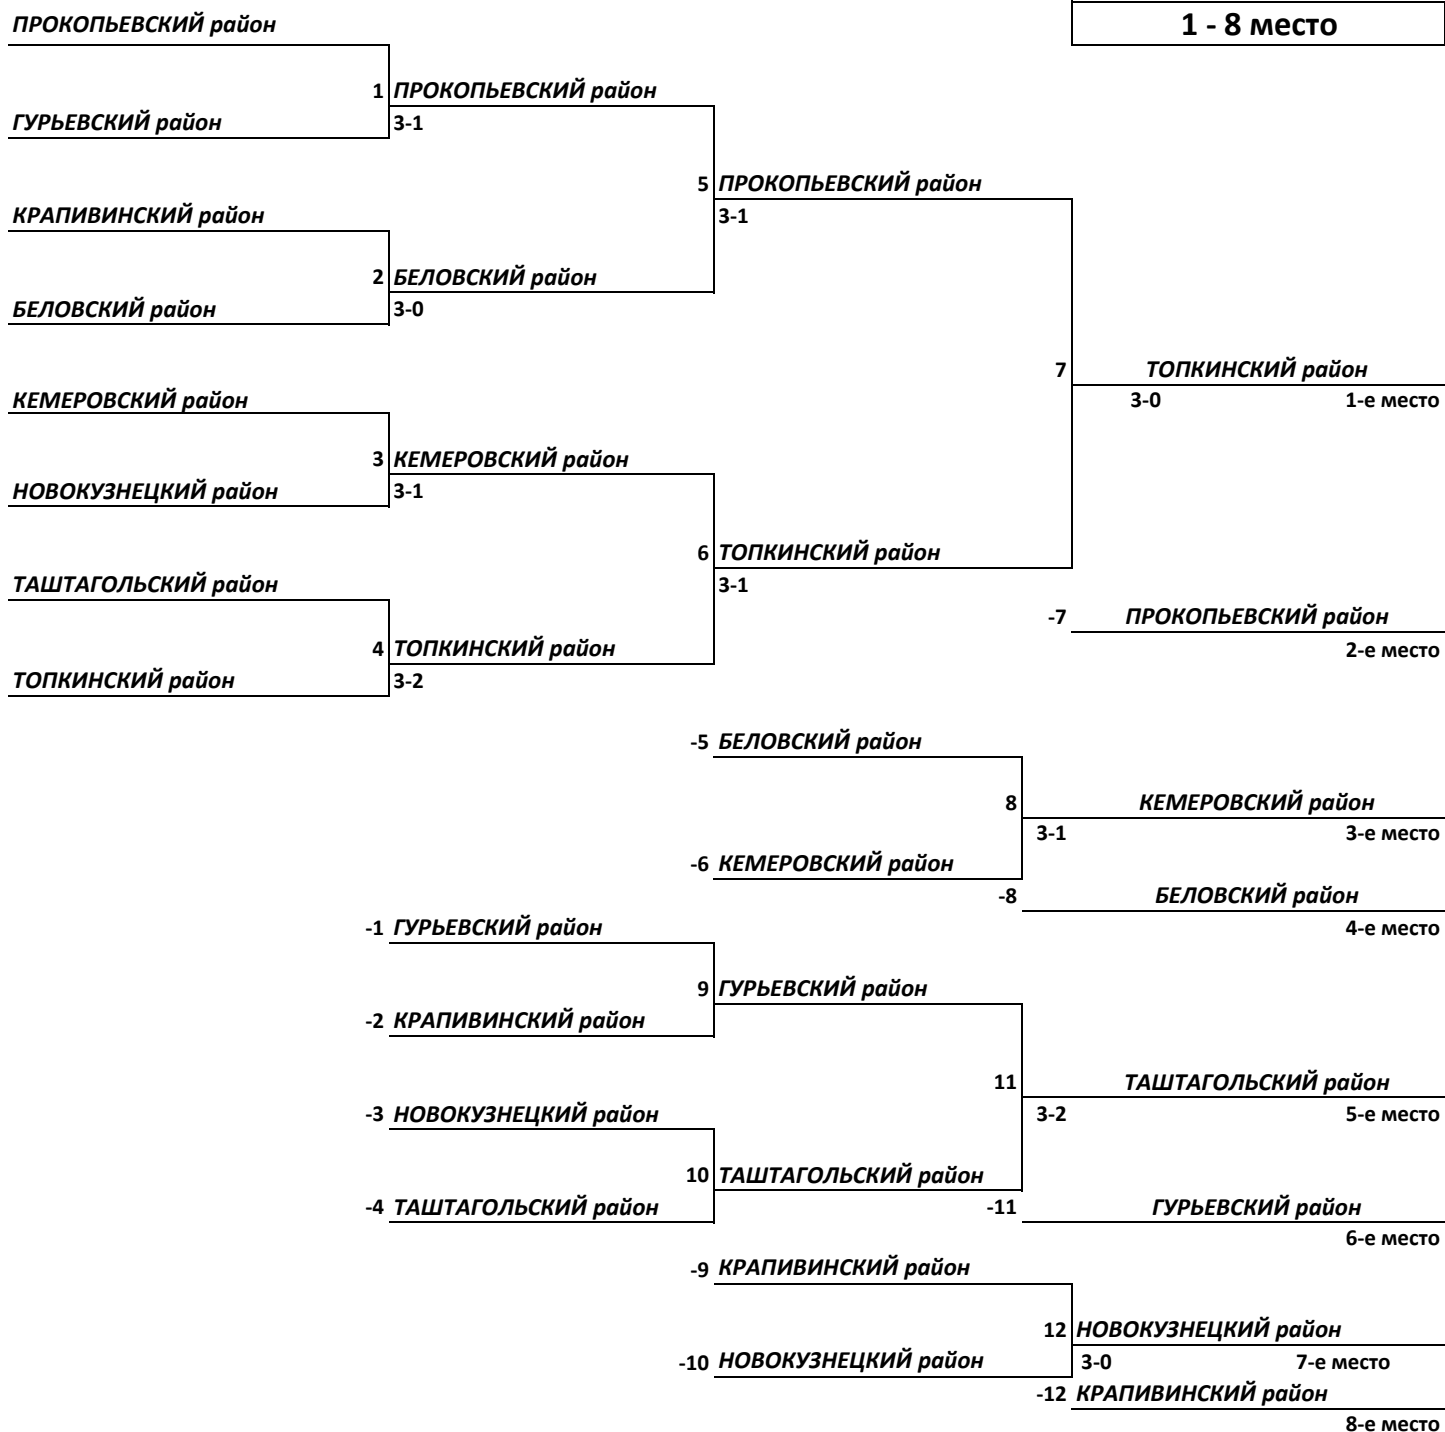 1 - 8 место
ПРОКОПЬЕВСКИЙ район
1 ПРОКОПЬЕВСКИЙ район
ГУРЬЕВСКИЙ район 3-1
5 ПРОКОПЬЕВСКИЙ район
КРАПИВИНСКИЙ район 3-1
2 БЕЛОВСКИЙ район
БЕЛОВСКИЙ район 3-0
7 ТОПКИНСКИЙ район
КЕМЕРОВСКИЙ район 3-0 1-е место
3 КЕМЕРОВСКИЙ район
НОВОКУЗНЕЦКИЙ район 3-1
6 ТОПКИНСКИЙ район
ТАШТАГОЛЬСКИЙ район 3-1
-7 ПРОКОПЬЕВСКИЙ район
4 ТОПКИНСКИЙ район 2-е место
ТОПКИНСКИЙ район 3-2
-5 БЕЛОВСКИЙ район
8 КЕМЕРОВСКИЙ район
3-1 3-е место
-6 КЕМЕРОВСКИЙ район
-8 БЕЛОВСКИЙ район
-1 ГУРЬЕВСКИЙ район 4-е место
9 ГУРЬЕВСКИЙ район
-2 КРАПИВИНСКИЙ район
11 ТАШТАГОЛЬСКИЙ район
-3 НОВОКУЗНЕЦКИЙ район 3-2 5-е место
10 ТАШТАГОЛЬСКИЙ район
-4 ТАШТАГОЛЬСКИЙ район -11 ГУРЬЕВСКИЙ район
6-е место
-9 КРАПИВИНСКИЙ район
12 НОВОКУЗНЕЦКИЙ район
-10 НОВОКУЗНЕЦКИЙ район 3-0 7-е место
-12 КРАПИВИНСКИЙ район
8-е место